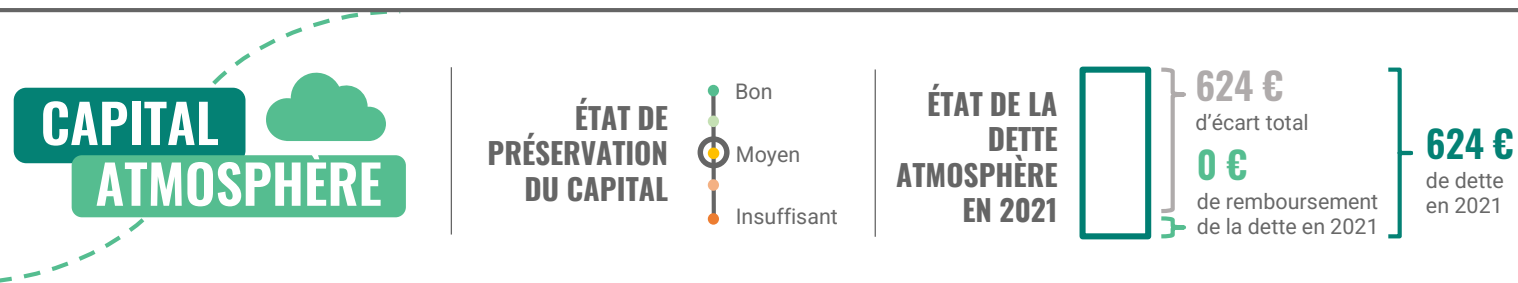 CAPITAL
ATMOSPHÈRE
ÉTAT DE
PRÉSERVATION
DU CAPITAL
Bon
Moyen
Insuffisant
ÉTAT DE LA
DETTE
ATMOSPHÈRE
EN 2021
624 €
d'écart total
0 €
de remboursement
de la dette en 2021
624 €
de dette
en 2021